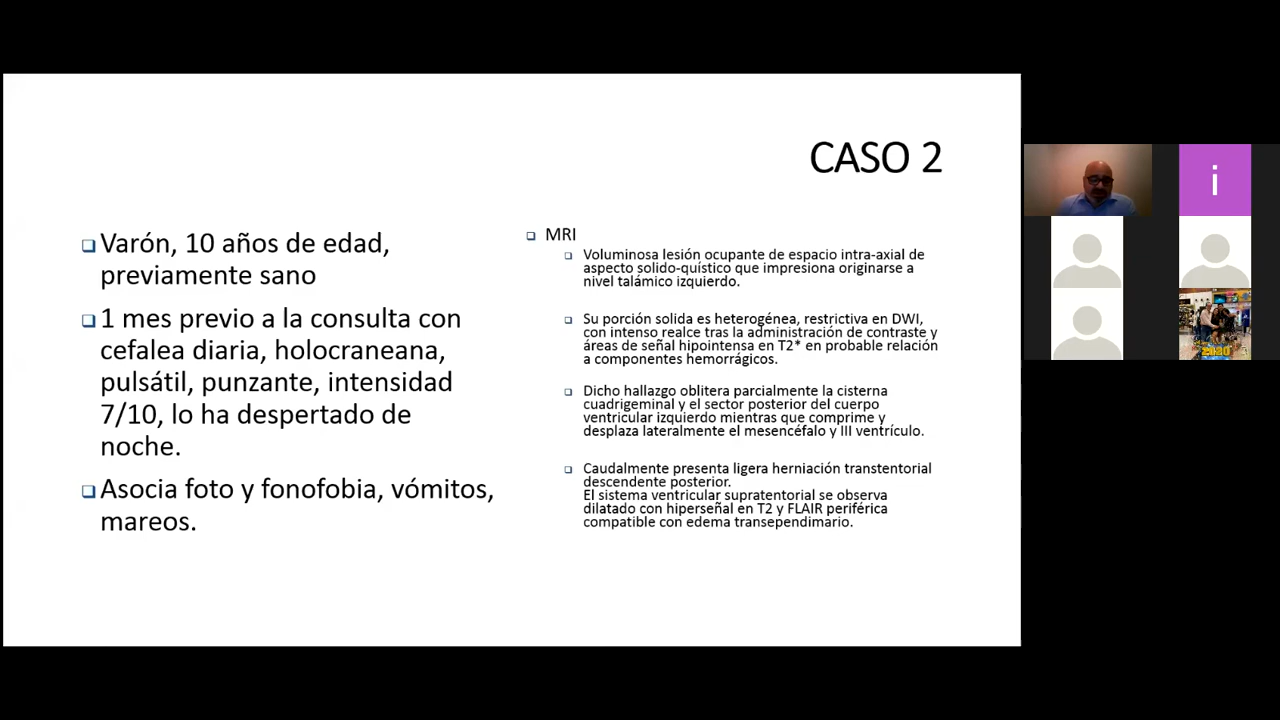 CASO 2
Varón, 10 años de edad,
previamente sano
1 mes previo a la consulta con
cefalea diaria, holocraneana,
pulsátil, punzante, intensidad
7/10, lo ha despertado de
noche.
Asocia foto y fonofobia, vómitos,
mareos.
MRI
Voluminosa lesión ocupante de espacio intra-axial de
aspecto solido-quístico que impresiona originarse a
nivel talámico izquierdo.
Su porción solida es heterogénea, restrictiva en DWI,
con intenso realce tras la administración de contraste y
áreas de señal hipointensa en T2* en probable relación
a componentes hemorrágicos.
Dicho hallazgo oblitera parcialmente la cisterna
cuadrigeminal y el sector posterior del cuerpo
ventricular izquierdo mientras que comprime y
desplaza lateralmente el mesencéfalo y III ventrículo.
Caudalmente presenta ligera herniación transtentorial
descendente posterior.
El sistema ventricular supratentorial se observa
dilatado con hiperseñal en T2 y FLAIR periférica
compatible con edema transependimario.
i
2020